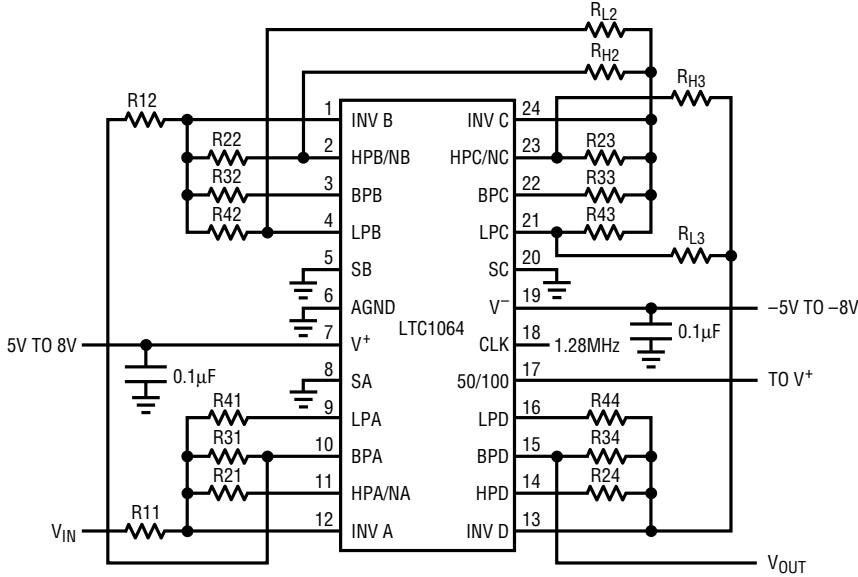 RL2
RH2
RH3
R12
1 INV B INV C 24
R22 2 HPB/NB HPC/NC 23 R23
R32 3 BPB BPC 22 R33
R42 4 LPB LPC 21 R43
RL3
5 SB SC 20
6 AGND V– 19 –5V TO –8V
LTC1064
0.1µF
5V TO 8V 7 V+ CLK 18 1.28MHz
0.1µF
8 SA 50/100 17 TO V+
R41 9 LPA LPD 16 R44
R31 10 BPA BPD 15 R34
R21 11 HPA/NA HPD 14 R24
VIN R11 12 INV A INV D 13
VOUT